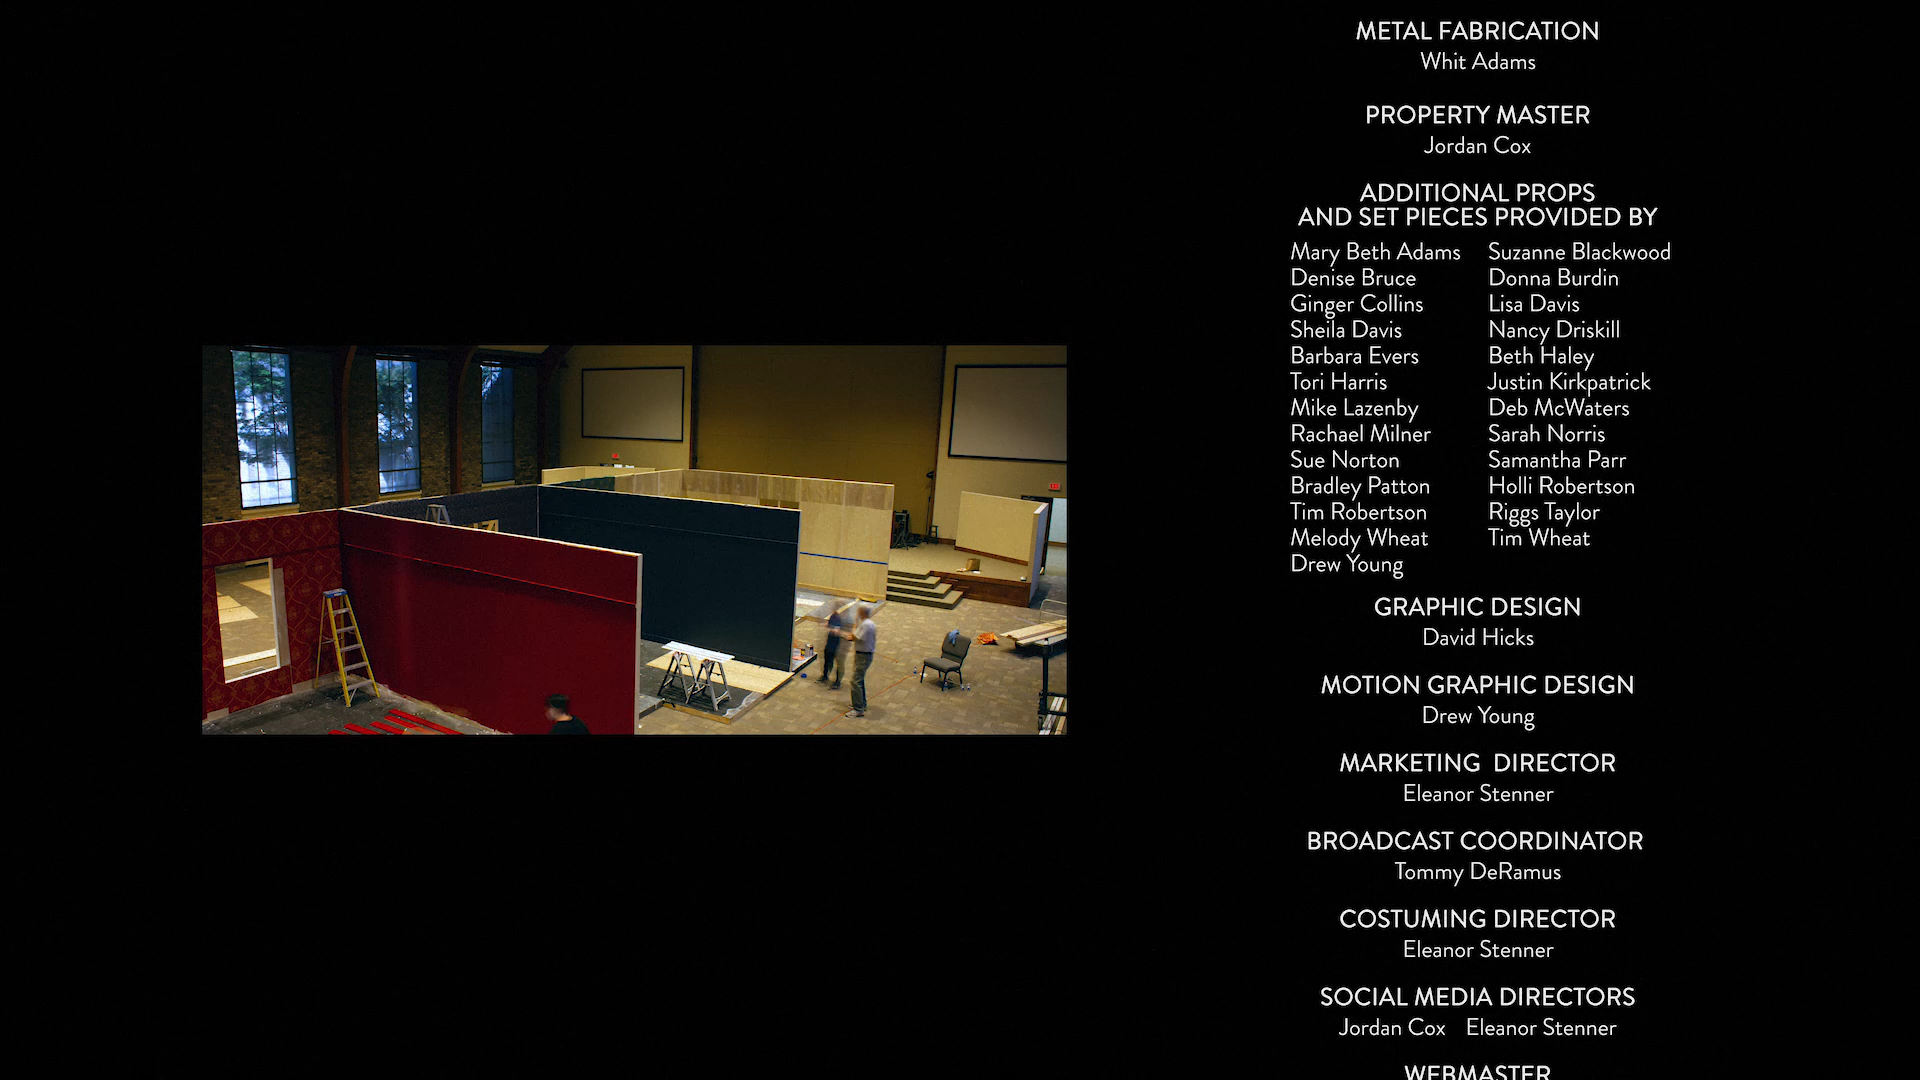 METAL FABRICATION
Whit Adams
PROPERTY MASTER
Jordan Cox
ADDITIONAL PROPS
AND SET PIECES PROVIDED BY
Mary Beth Adams Suzanne Blackwood
Denise Bruce Donna Burdin
Ginger Collins Lisa Davis
Sheila Davis Nancy Driskill
Barbara Evers Beth Haley
Tori Harris Justin Kirkpatrick
Mike Lazenby Deb McWaters
Rachael Milner Sarah Norris
Sue Norton Samantha Parr
Bradley Patton Holli Robertson
Tim Robertson Riggs Taylor
Melody Wheat Tim Wheat
Drew Young
GRAPHIC DESIGN
David Hicks
MOTION GRAPHIC DESIGN
Drew Young
MARKETING DIRECTOR
Eleanor Stenner
BROADCAST COORDINATOR
Tommy DeRamus
COSTUMING DIRECTOR
Eleanor Stenner
SOCIAL MEDIA DIRECTORS
Jordan Cox Eleanor Stenner
WEBMASTER